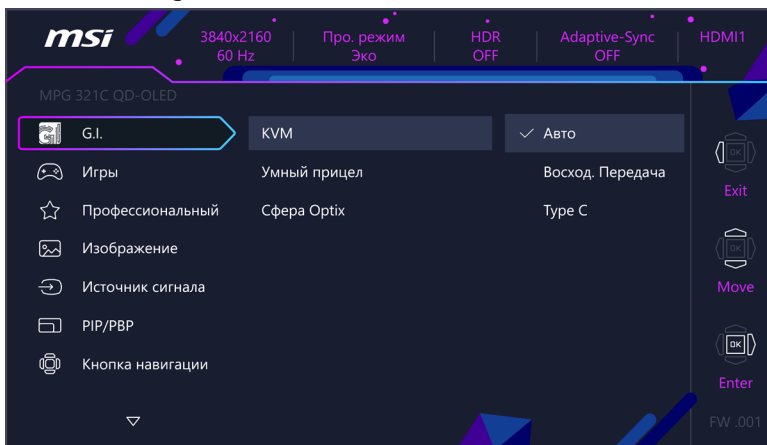 msi
3840x2160
60 Hz
Про. режим
Эко
HDR
OFF
Adaptive-Sync
OFF
HDMI1
MPG 321C QD-OLED
G.I.
KVM
Авто
Игры
Умный прицел
Восход. Передача
Профессиональный
Сфера Optix
Type C
Изображение
Источник сигнала
PIP/PBP
Кнопка навигации
OK
Exit
OK
Move
OK
Enter
FW .001